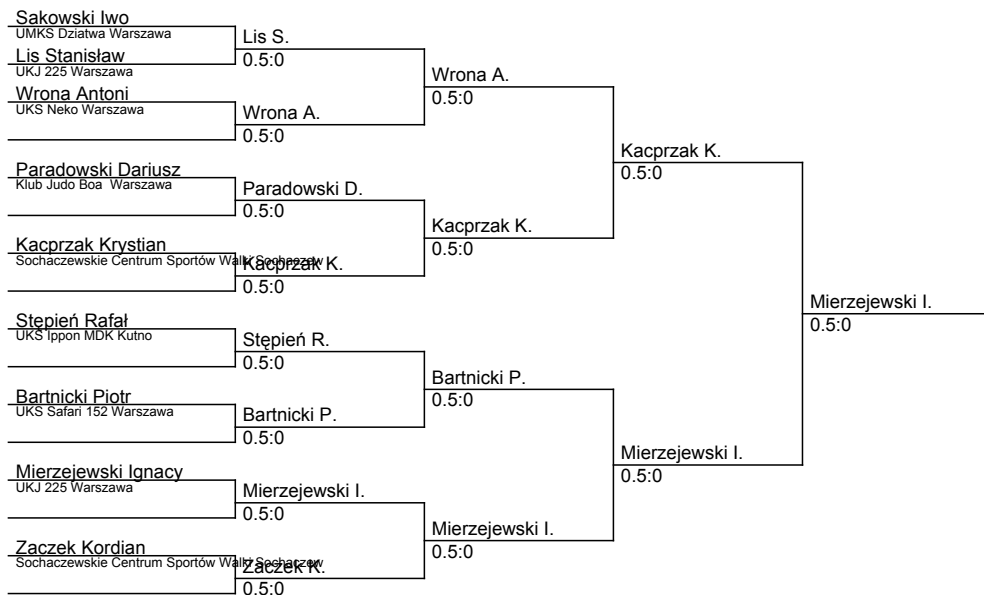 Sakowski Iwo
UMKS Dziatwa Warszawa
Lis Stanisław
UKJ 225 Warszawa
Wrona Antoni
UKS Neko Warszawa
Paradowski Dariusz
Klub Judo Boa  Warszawa
Kacprzak Krystian
Sochaczewskie Centrum Sportów Walki Sochaczew
Stępień Rafał
UKS Ippon MDK Kutno
Bartnicki Piotr
UKS Safari 152 Warszawa
Mierzejewski Ignacy
UKJ 225 Warszawa
Zaczek Kordian
Sochaczewskie Centrum Sportów Walki Sochaczew
Lis S.
0.5:0
Wrona A.
0.5:0
Paradowski D.
0.5:0
Kacprzak K.
0.5:0
Stępień R.
0.5:0
Bartnicki P.
0.5:0
Mierzejewski I.
0.5:0
Zaczek K.
0.5:0
Wrona A.
0.5:0
Kacprzak K.
0.5:0
Bartnicki P.
0.5:0
Mierzejewski I.
0.5:0
Kacprzak K.
0.5:0
Mierzejewski I.
0.5:0
Mierzejewski I.
0.5:0